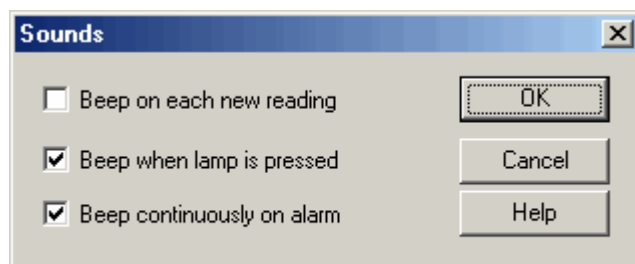 Sounds
Beep on each new reading
OK
Beep when lamp is pressed
Cancel
Beep continuously on alarm
Help